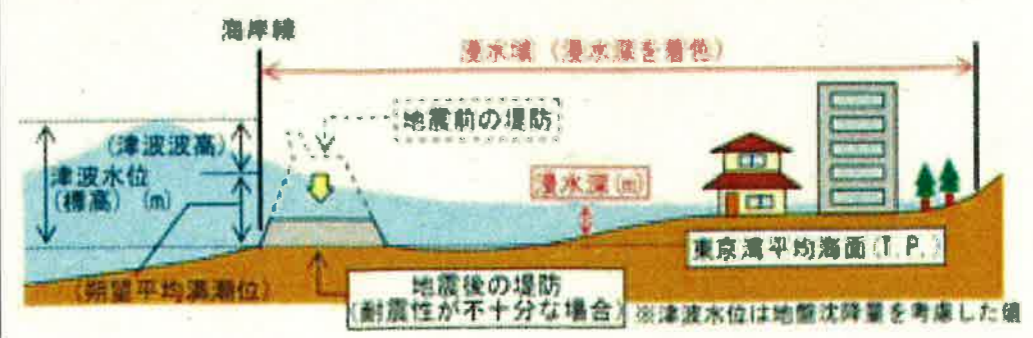 海岸線
浸水域（浸水深を着色）
地震前の堤防
（津波波高）
津波水位
（標高）（m）
浸水深（m）
東京湾平均海面（T.P.）
（朔望平均満潮位）
地震後の堤防
（耐震性が不十分な場合）
※津波水位は地盤沈降量を考慮した値